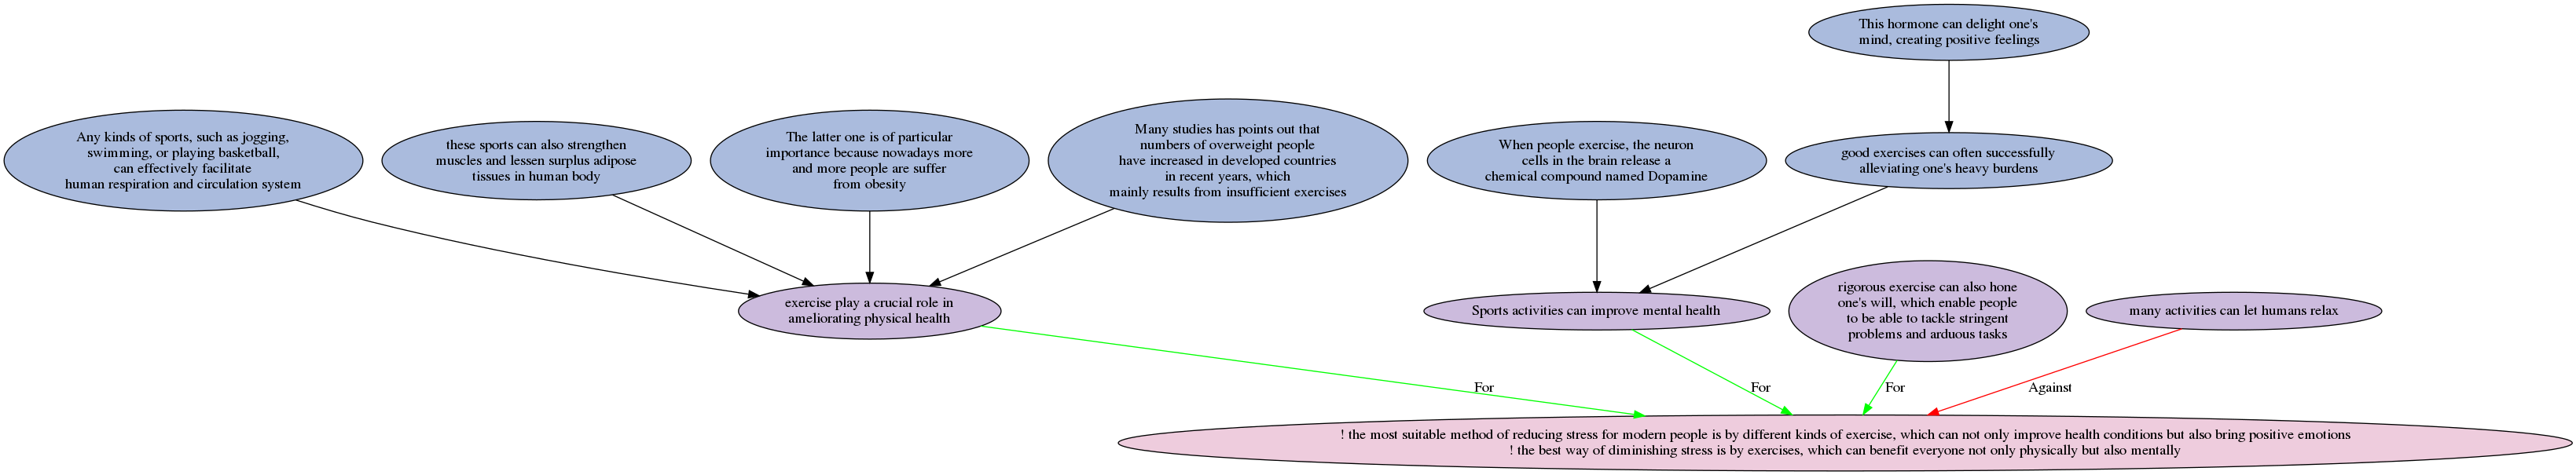 This hormone can delight one's
mind, creating positive feelings
Any kinds of sports, such as jogging,
swimming, or playing basketball,
can effectively facilitate
human respiration and circulation system
these sports can also strengthen
muscles and lessen surplus adipose
tissues in human body
The latter one is of particular
importance because nowadays more
and more people are suffer
from obesity
Many studies has points out that
numbers of overweight people
have increased in developed countries
in recent years, which
mainly results from insufficient exercises
When people exercise, the neuron
cells in the brain release a
chemical compound named Dopamine
good exercises can often successfully
alleviating one's heavy burdens
exercise play a crucial role in
ameliorating physical health
Sports activities can improve mental health
rigorous exercise can also hone
one's will, which enable people
to be able to tackle stringent
problems and arduous tasks
many activities can let humans relax
For
For
For
Against
! the most suitable method of reducing stress for modern people is by different kinds of exercise, which can not only improve health conditions but also bring positive emotions
! the best way of diminishing stress is by exercises, which can benefit everyone not only physically but also mentally